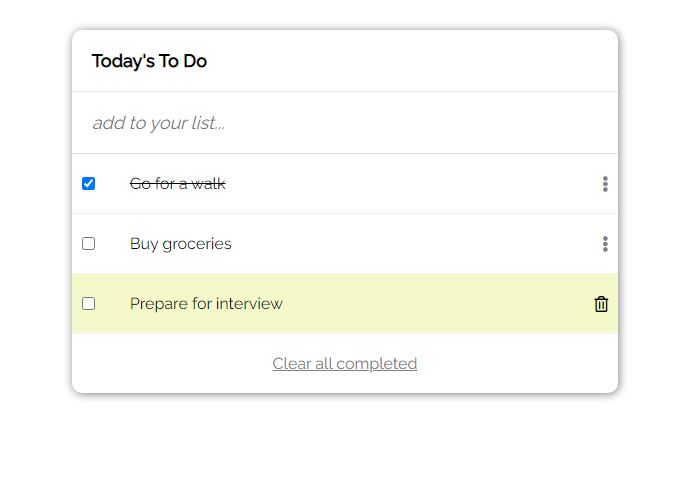 Today's To Do
add to your list...
Go for a walk
Buy groceries
Prepare for interview
Clear all completed